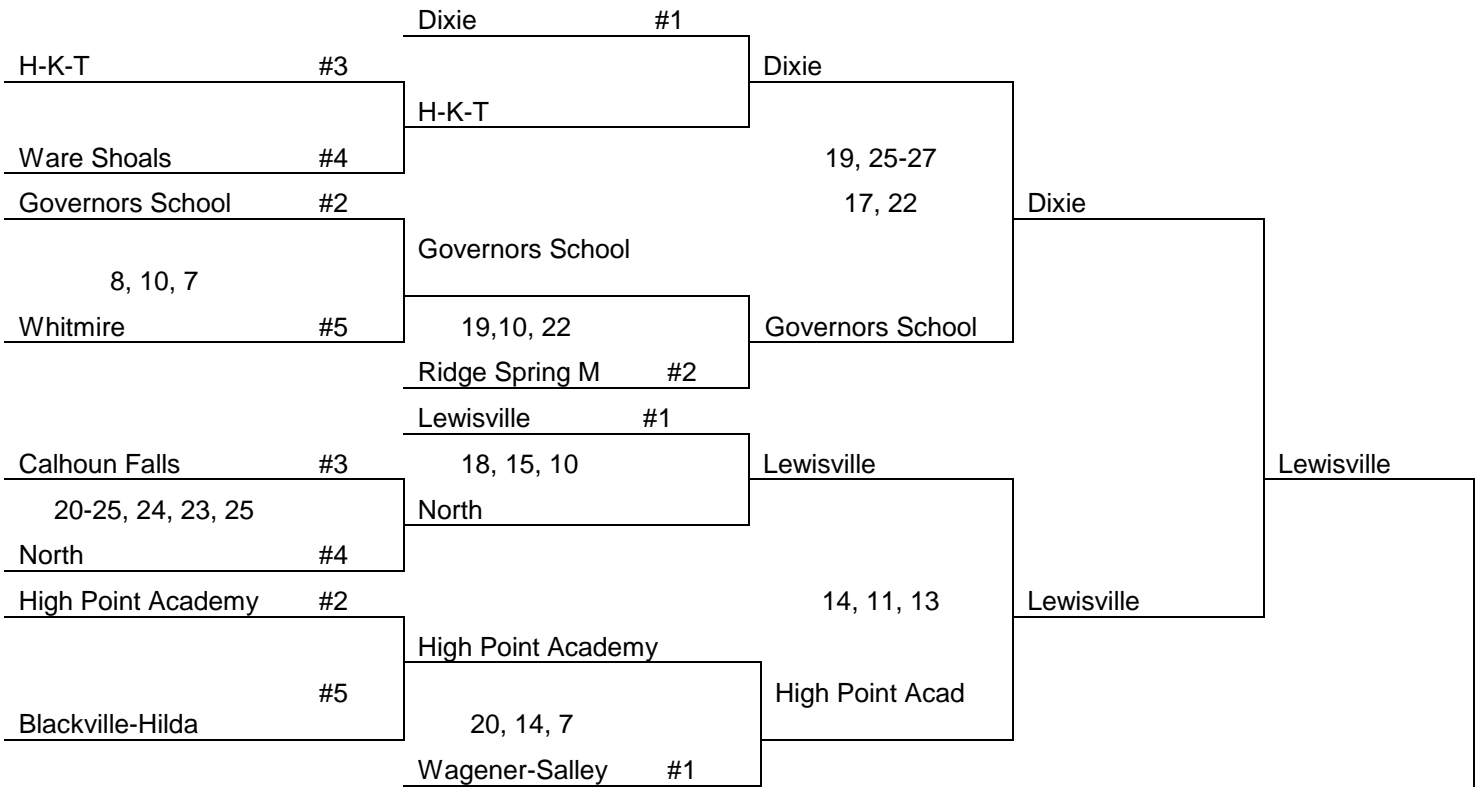 Dixie #1
H-K-T #3
Dixie
H-K-T
Ware Shoals #4
19, 25-27
Governors School #2
17, 22
Dixie
Governors School
8, 10, 7
Whitmire #5
19,10, 22
Governors School
Ridge Spring M #2
Lewisville #1
Calhoun Falls #3
18, 15, 10
Lewisville
Lewisville
20-25, 24, 23, 25
North
North #4
High Point Academy #2
14, 11, 13
Lewisville
High Point Academy
#5
High Point Acad
Blackville-Hilda
20, 14, 7
Wagener-Salley #1